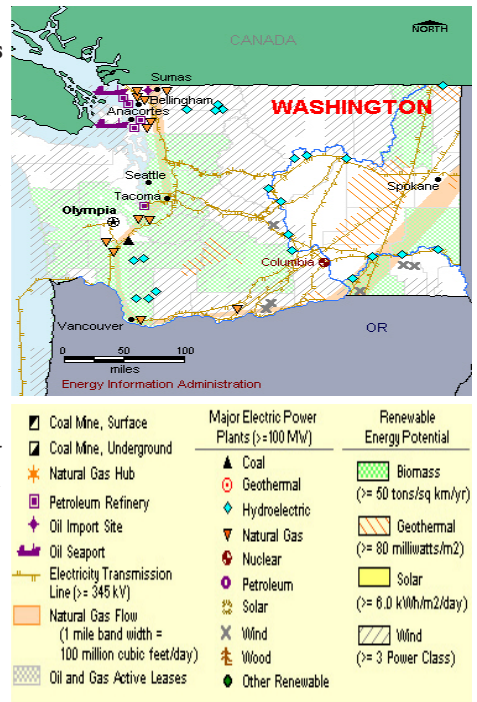 NORTH
CANADA
Sumas
Bellingham
Anacortes
WASHINGTON
Seattle
Spokane
Tacoma
Olympia
Columbia
Vancouver
OR
0 50 100
miles
Energy Information Administration
Coal Mine, Surface
Coal Mine, Underground
Natural Gas Hub
Petroleum Refinery
Oil Import Site
Oil Seaport
Electricity Transmission
Line (>= 345 kV)
Natural Gas Flow
(1 mile band width =
100 million cubic feet/day)
Oil and Gas Active Leases
Major Electric Power
Plants (>=100 MW)
Coal
Geothermal
Hydroelectric
Natural Gas
Nuclear
Petroleum
Solar
Wind
Wood
Other Renewable
Renewable
Energy Potential
Biomass
(>= 50 tons/sq km/yr)
Geothermal
(>= 80 milliwatts/m2)
Solar
(>= 6.0 kWh/m2/day)
Wind
(>= 3 Power Class)